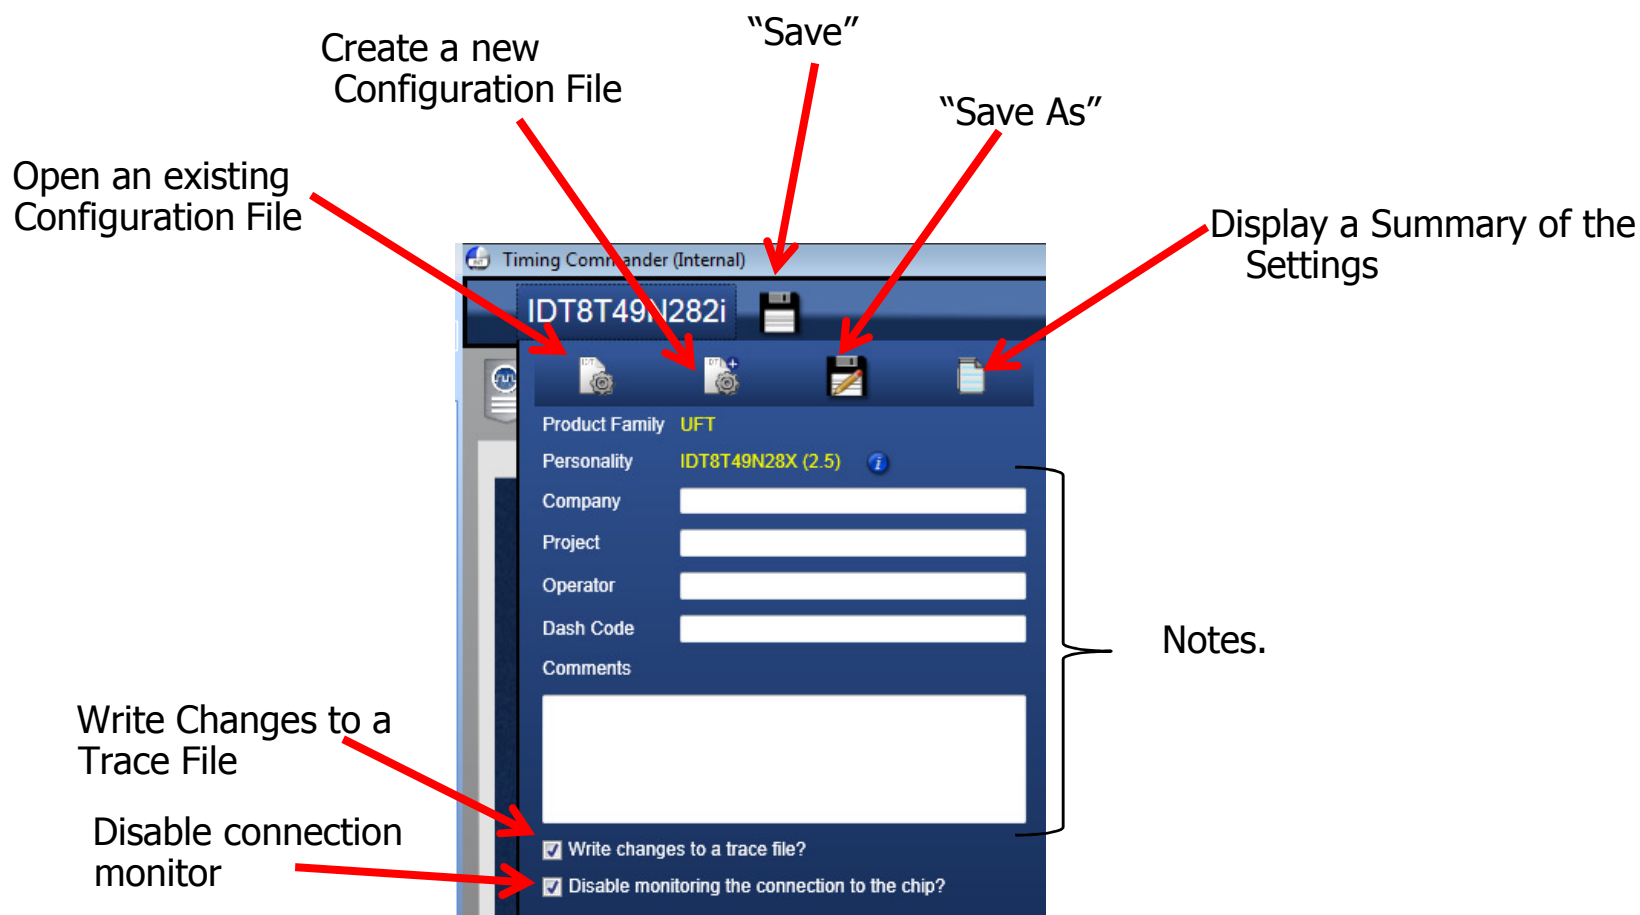 “Save”
Create a new
Configuration File
“Save As”
Open an existing
Configuration File
Display a Summary of the
Settings
Timing Commander (Internal)
IDT8T49N282i
Product Family UFT
Personality IDT8T49N28X (2.5) i
Company
Project
Operator
Dash Code
Notes.
Comments
Write Changes to a
Trace File
Disable connection
monitor
Write changes to a trace file?
Disable monitoring the connection to the chip?